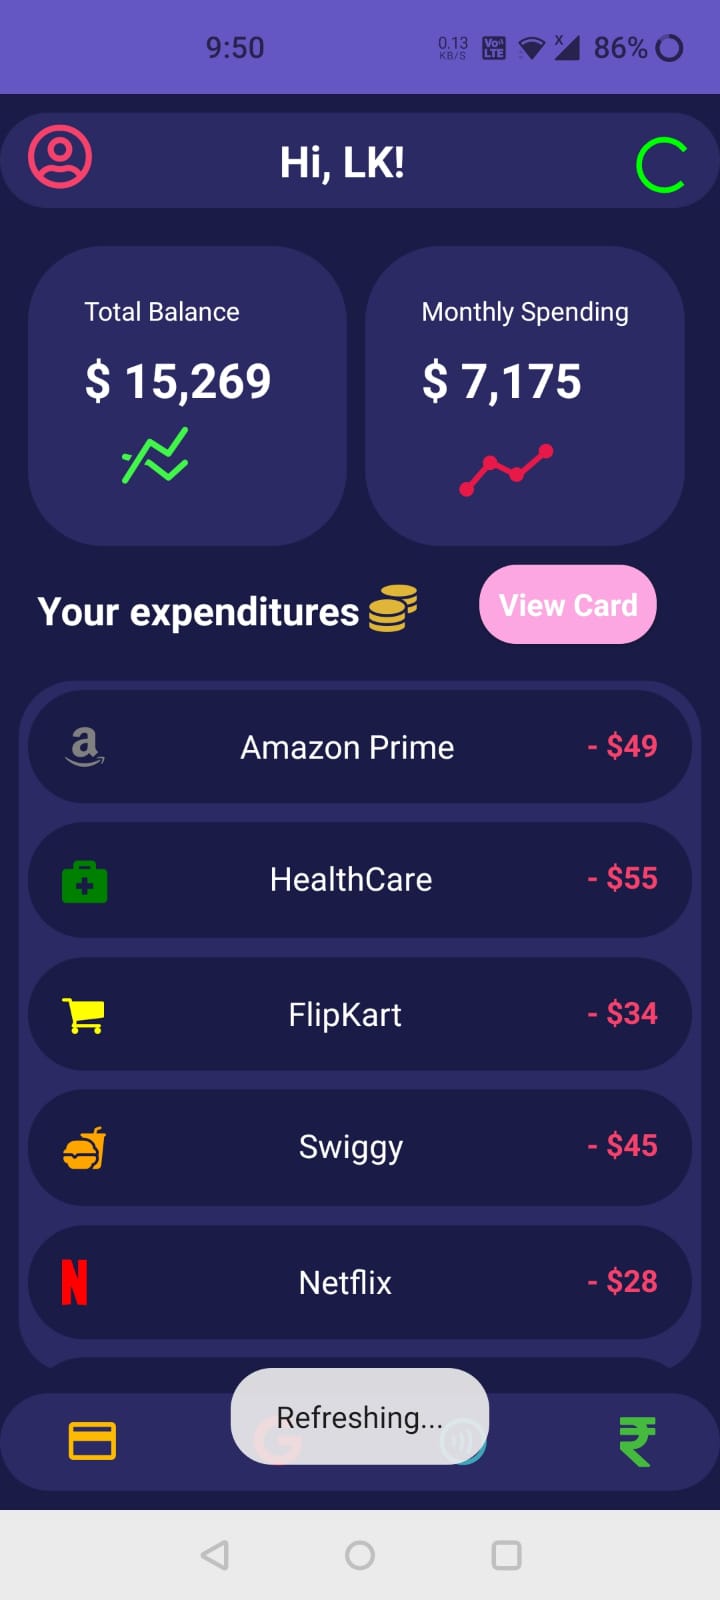 9:50
0.13
KB/S
Vo
LTE
X
86%
Hi, LK!
Total Balance
$ 15,269
Monthly Spending
$ 7,175
Your expenditures
View Card
a
Amazon Prime
- $49
HealthCare
- $55
FlipKart
- $34
Swiggy
- $45
N
Netflix
- $28
Refreshing...
G
₹